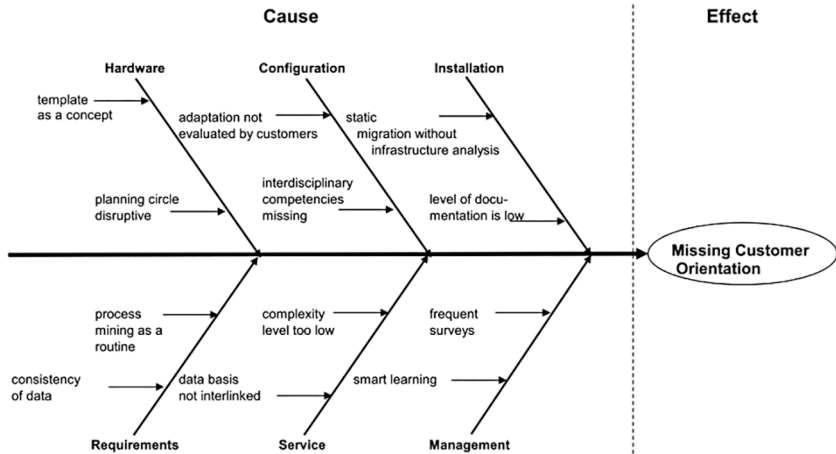 Cause
Effect
Hardware
Configuration
Installation
template
as a concept
adaptation not
evaluated by customers
static
migration without
infrastructure analysis
planning circle
disruptive
interdisciplinary
competencies
missing
level of docu-
mentation is low
Missing Customer
Orientation
process
mining as a
routine
complexity
level too low
frequent
surveys
consistency
of data
data basis
not interlinked
smart learning
Requirements
Service
Management